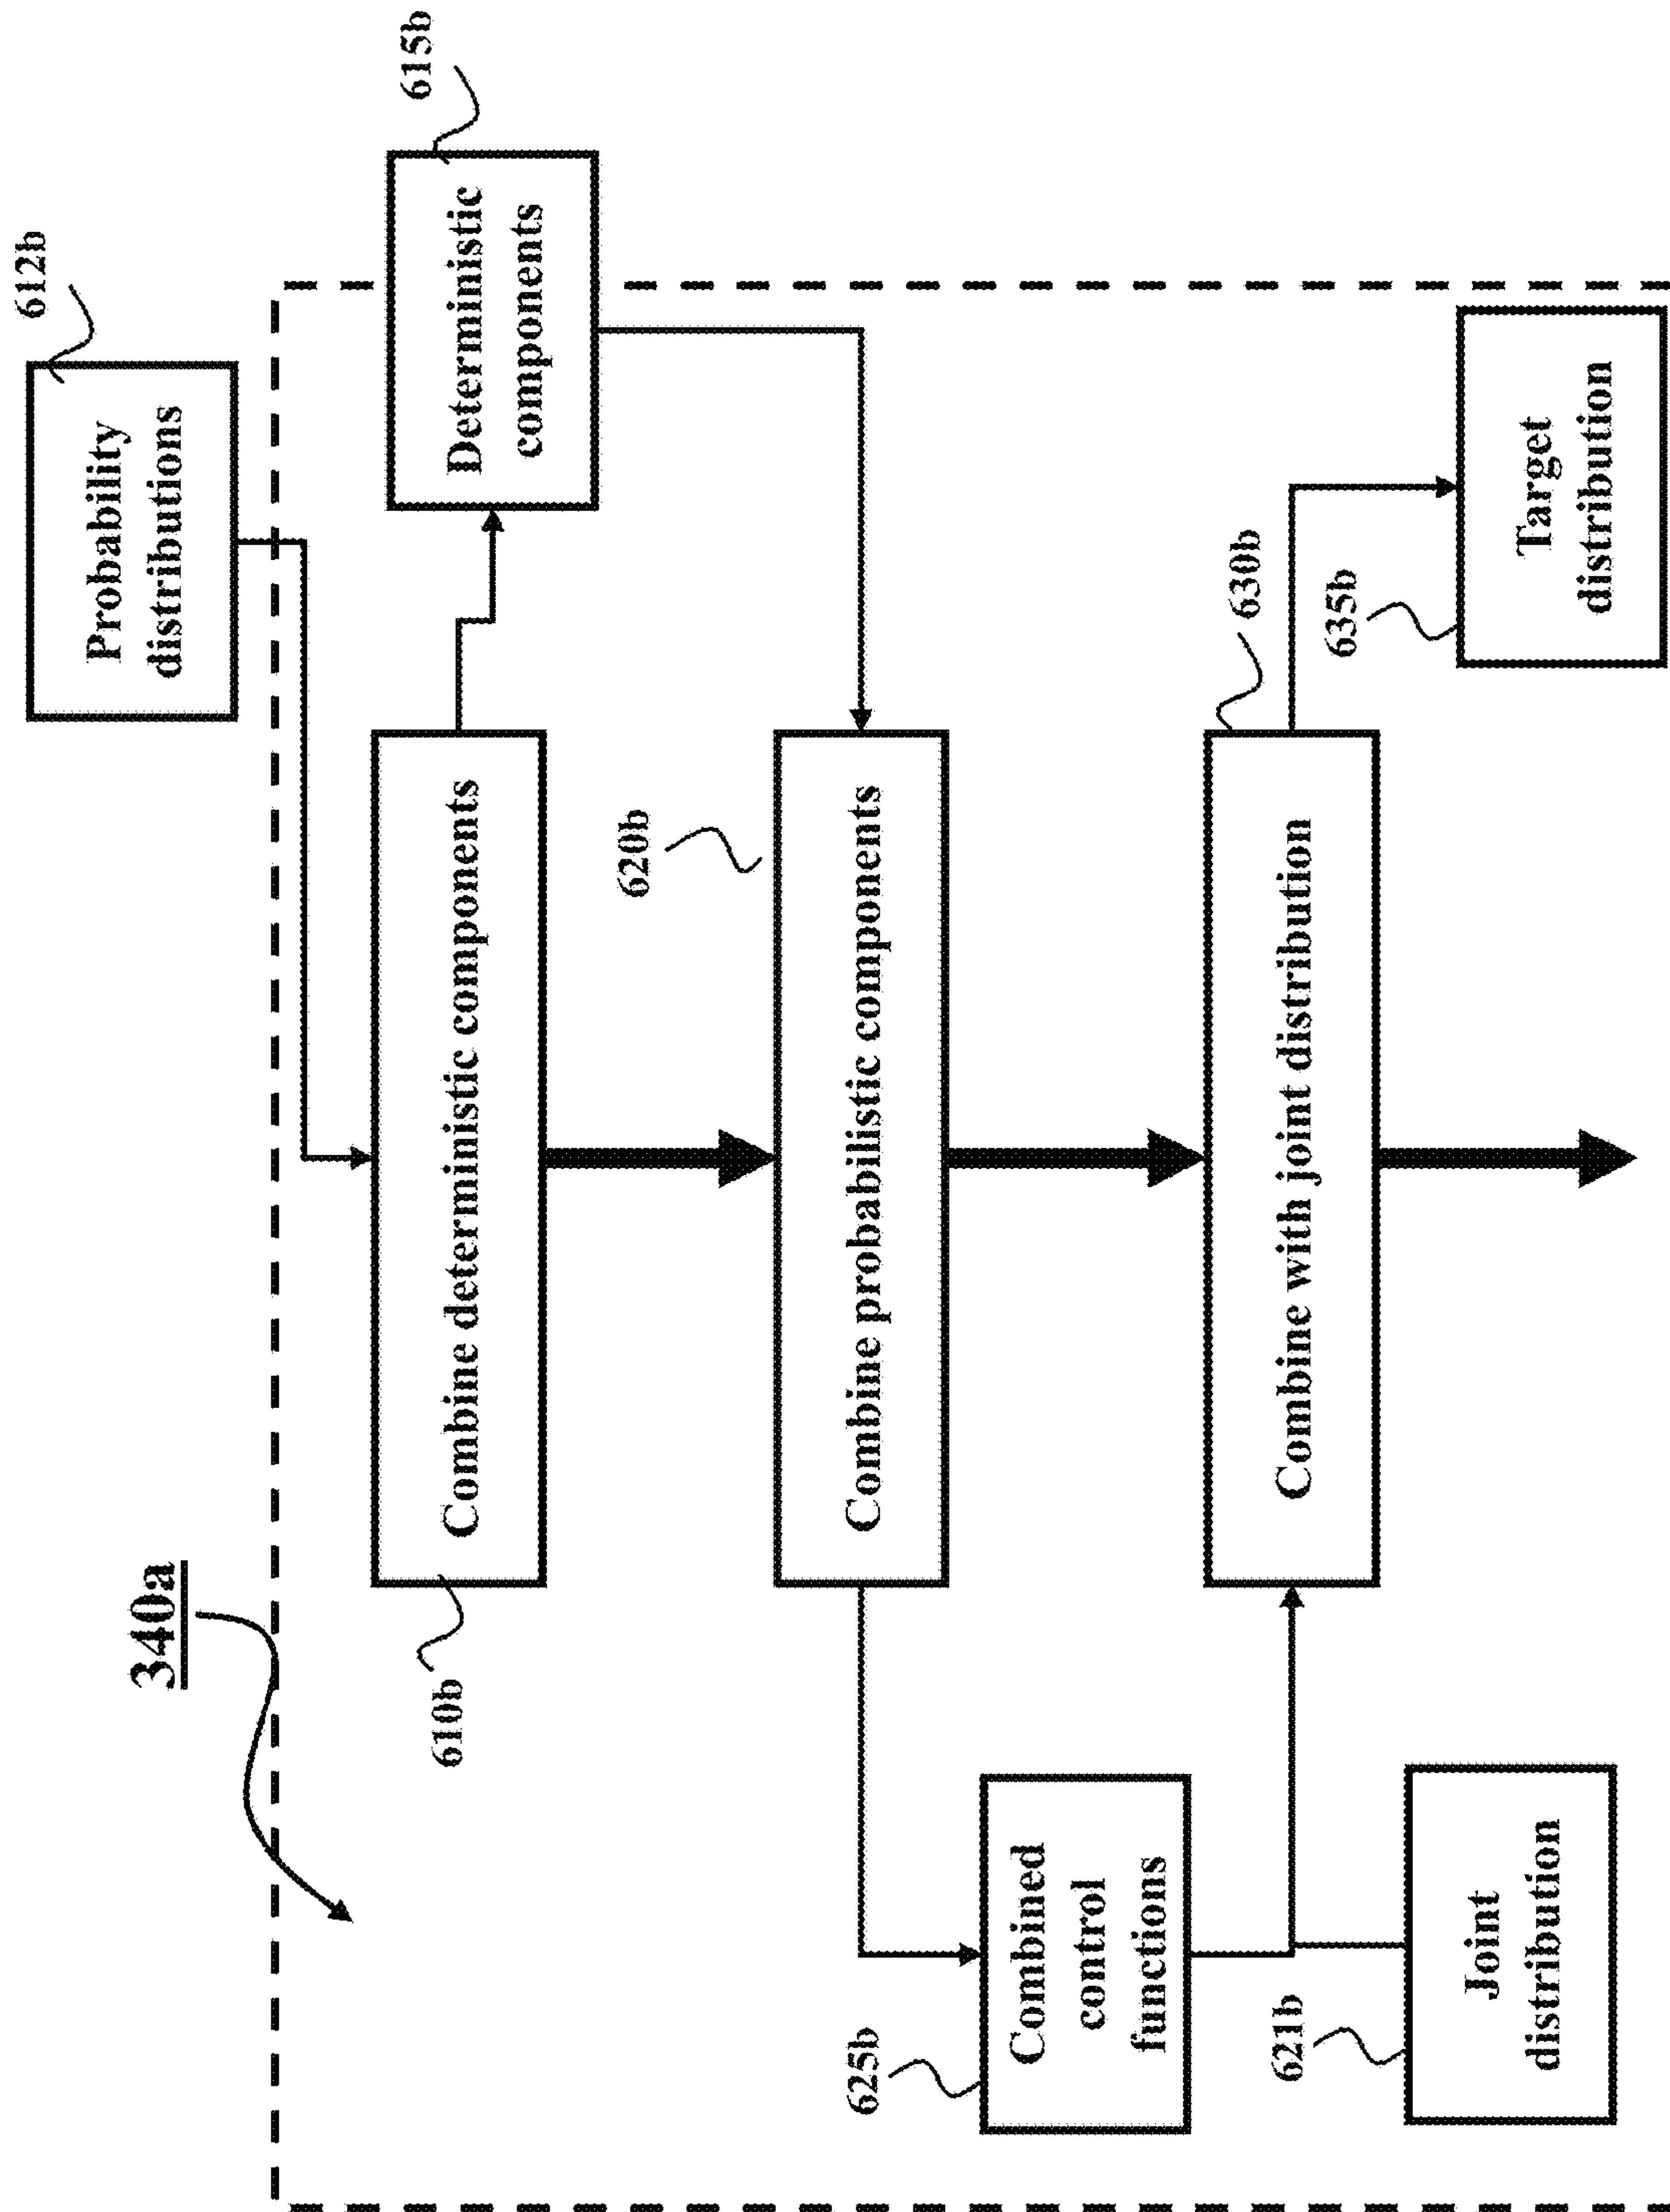 340a
612b
Probability
distributions
615b
Deterministic
components
610b
Combine deterministic components
620b
Combine probabilistic components
625b
Combined
control
functions
630b
Combine with joint distribution
621b
Joint
distribution
635b
Target
distribution